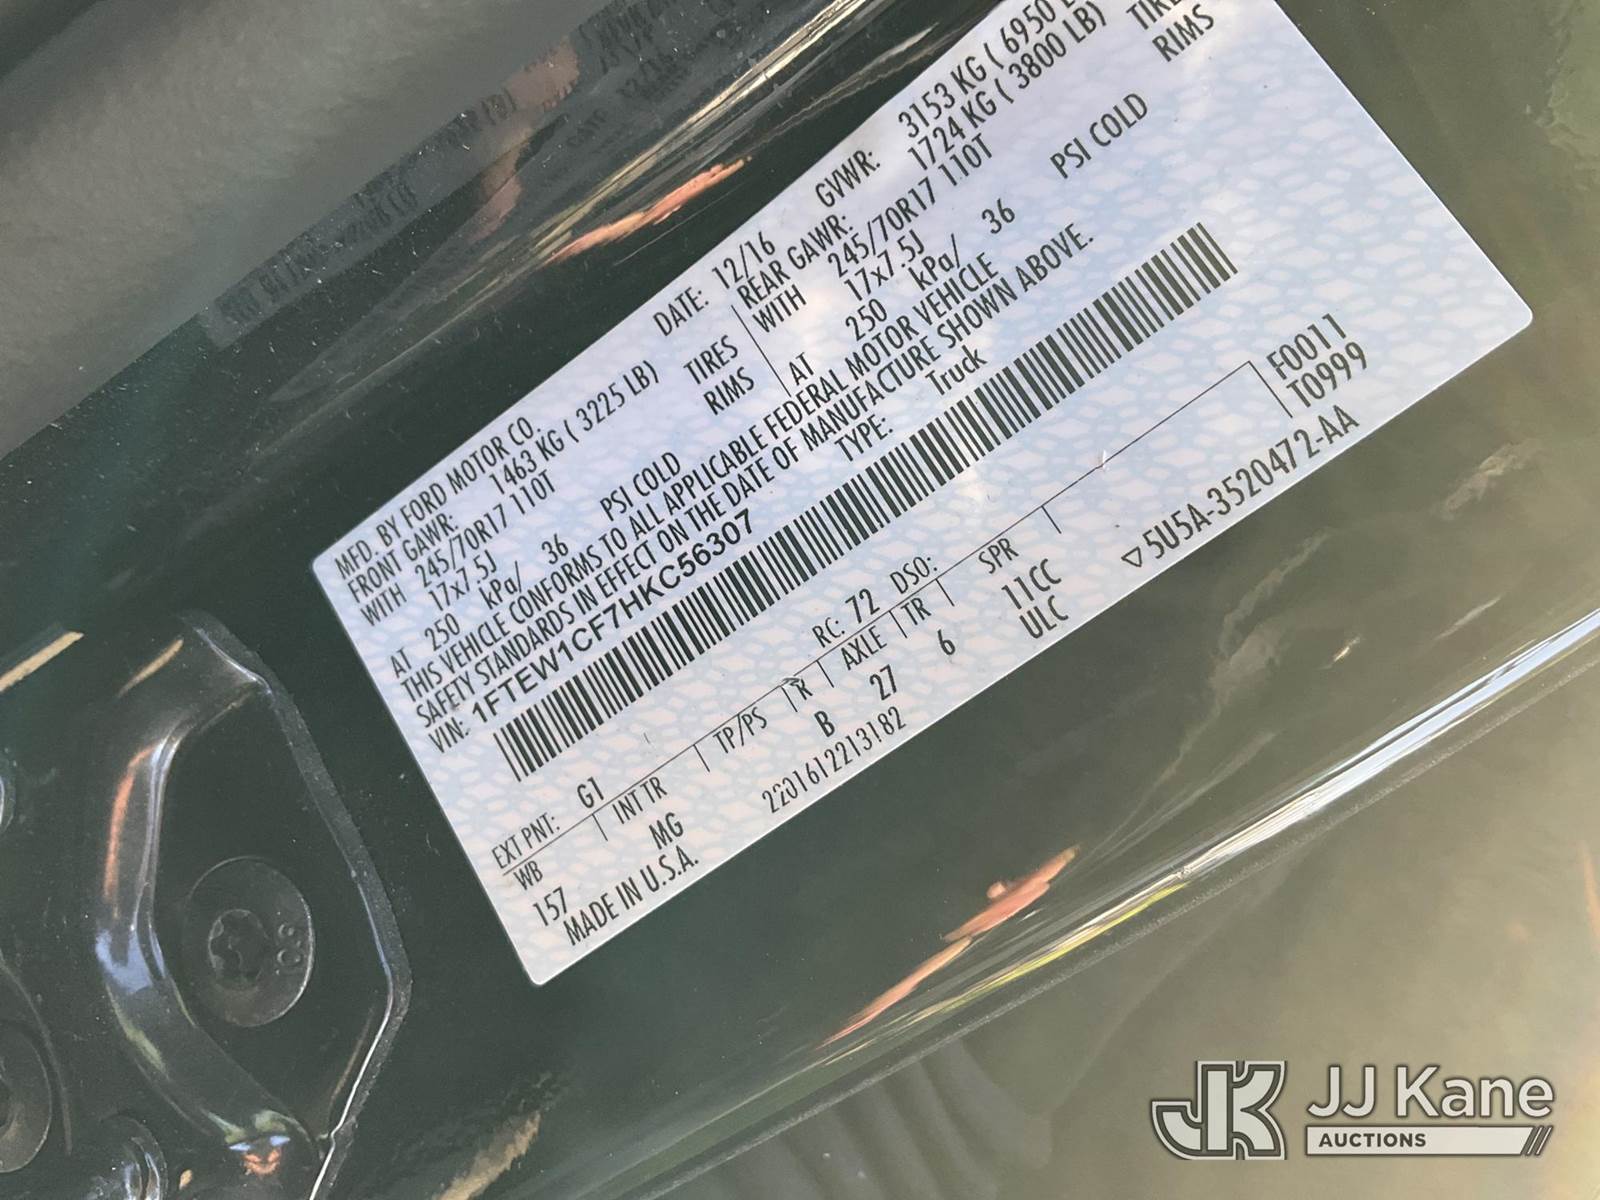 MFD. BY FORD MOTOR CO. DATE: 12/16 GVWR: 3153 KG ( 6950
FRONT GAWR: 1463 KG ( 3225 LB) REAR GAWR: 1724 KG ( 3800 LB)
WITH 245/70R17 110T TIRES WITH 245/70R17 110T
17x7.5J RIMS 17x7.5J RIMS
AT 250 kPa/ 36 PSI COLD AT 250 kPa/ 36 PSI COLD
THIS VEHICLE CONFORMS TO ALL APPLICABLE FEDERAL MOTOR VEHICLE
SAFETY STANDARDS IN EFFECT ON THE DATE OF MANUFACTURE SHOWN ABOVE.
VIN: 1FTEW1CF7HKC56307 TYPE: Truck
F0011
T0999
EXT PNT: G1 RC: 72 DSO:
WB INT TR TP/PS R AXLE TR SPR
157 MG B 27 6 11CC
MADE IN U.S.A. 2201612213182 ULC
▽5U5A-3520472-AA
10.9
JK JJ Kane
AUCTIONS